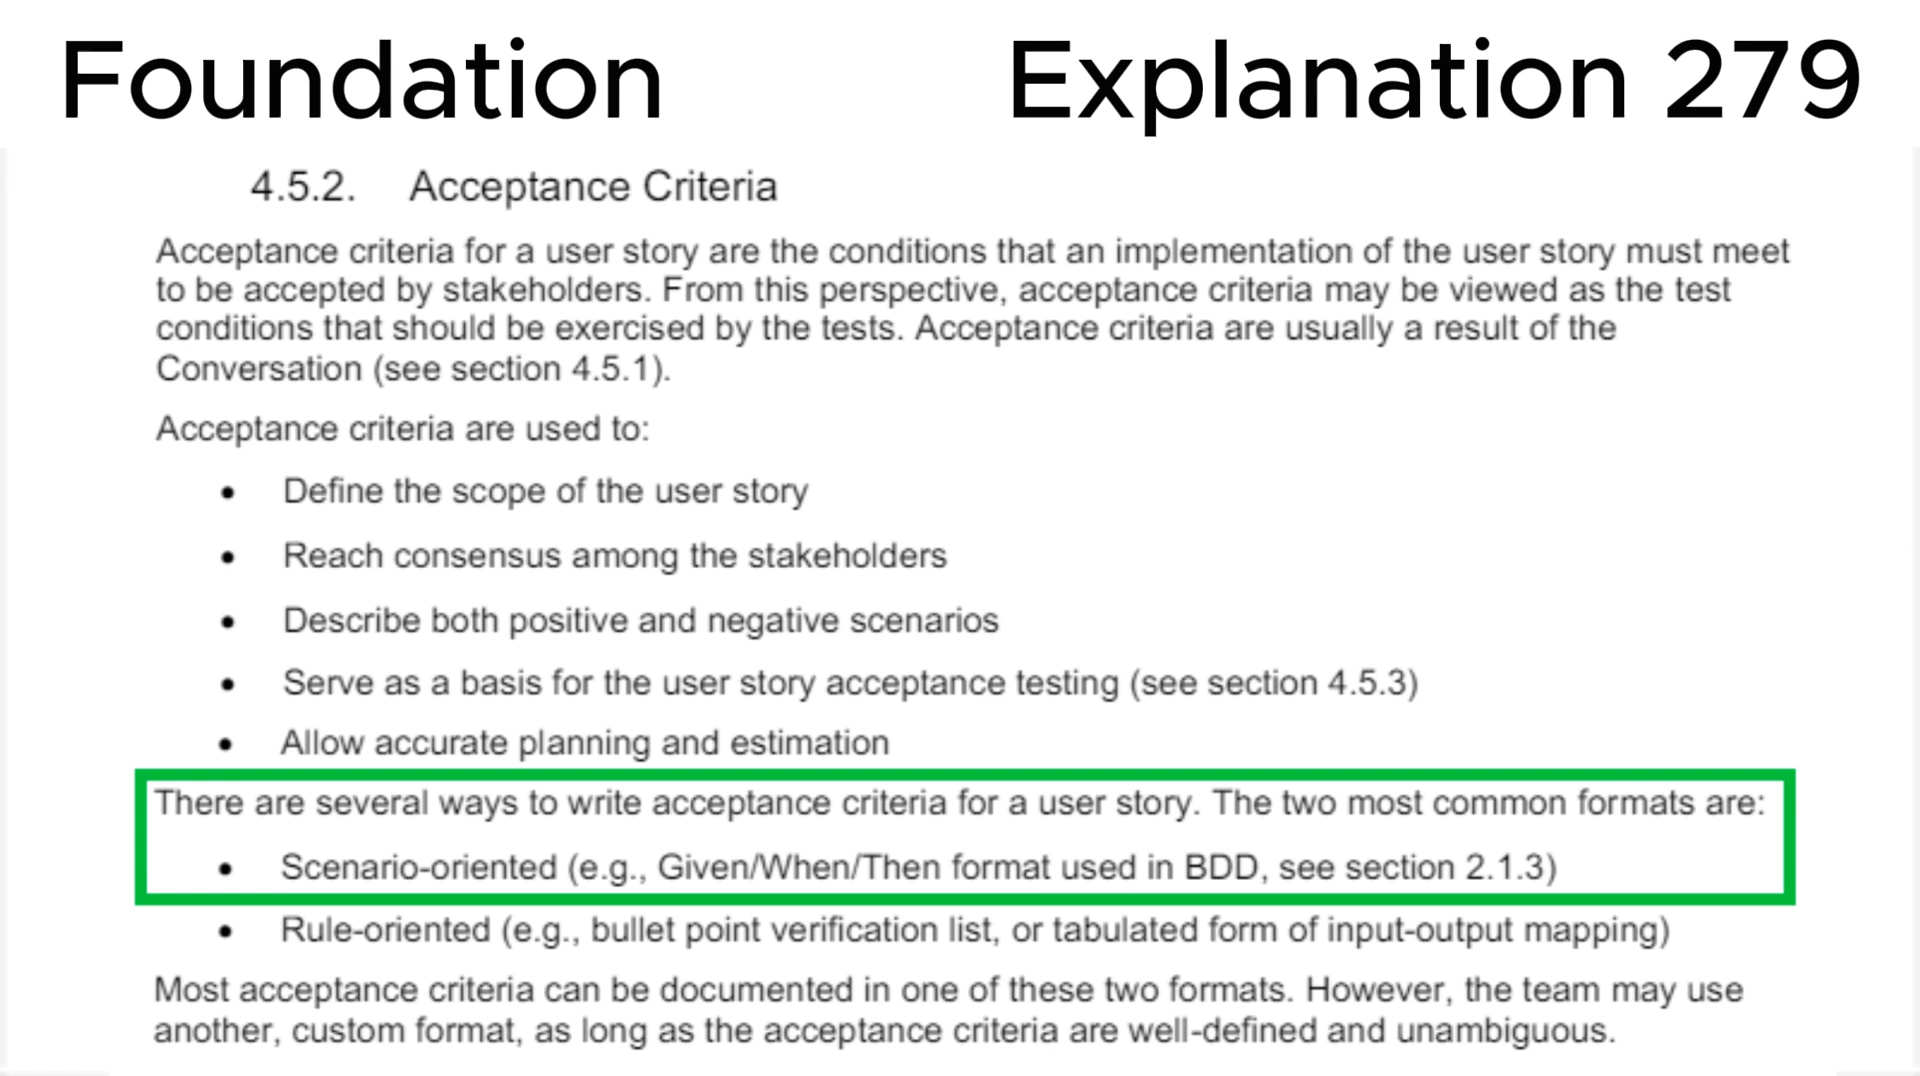 Foundation Explanation 279
4.5.2. Acceptance Criteria
Acceptance criteria for a user story are the conditions that an implementation of the user story must meet
to be accepted by stakeholders. From this perspective, acceptance criteria may be viewed as the test
conditions that should be exercised by the tests. Acceptance criteria are usually a result of the
Conversation (see section 4.5.1).
Acceptance criteria are used to:
• Define the scope of the user story
• Reach consensus among the stakeholders
• Describe both positive and negative scenarios
• Serve as a basis for the user story acceptance testing (see section 4.5.3)
• Allow accurate planning and estimation
There are several ways to write acceptance criteria for a user story. The two most common formats are:
• Scenario-oriented (e.g., Given/When/Then format used in BDD, see section 2.1.3)
• Rule-oriented (e.g., bullet point verification list, or tabulated form of input-output mapping)
Most acceptance criteria can be documented in one of these two formats. However, the team may use
another, custom format, as long as the acceptance criteria are well-defined and unambiguous.